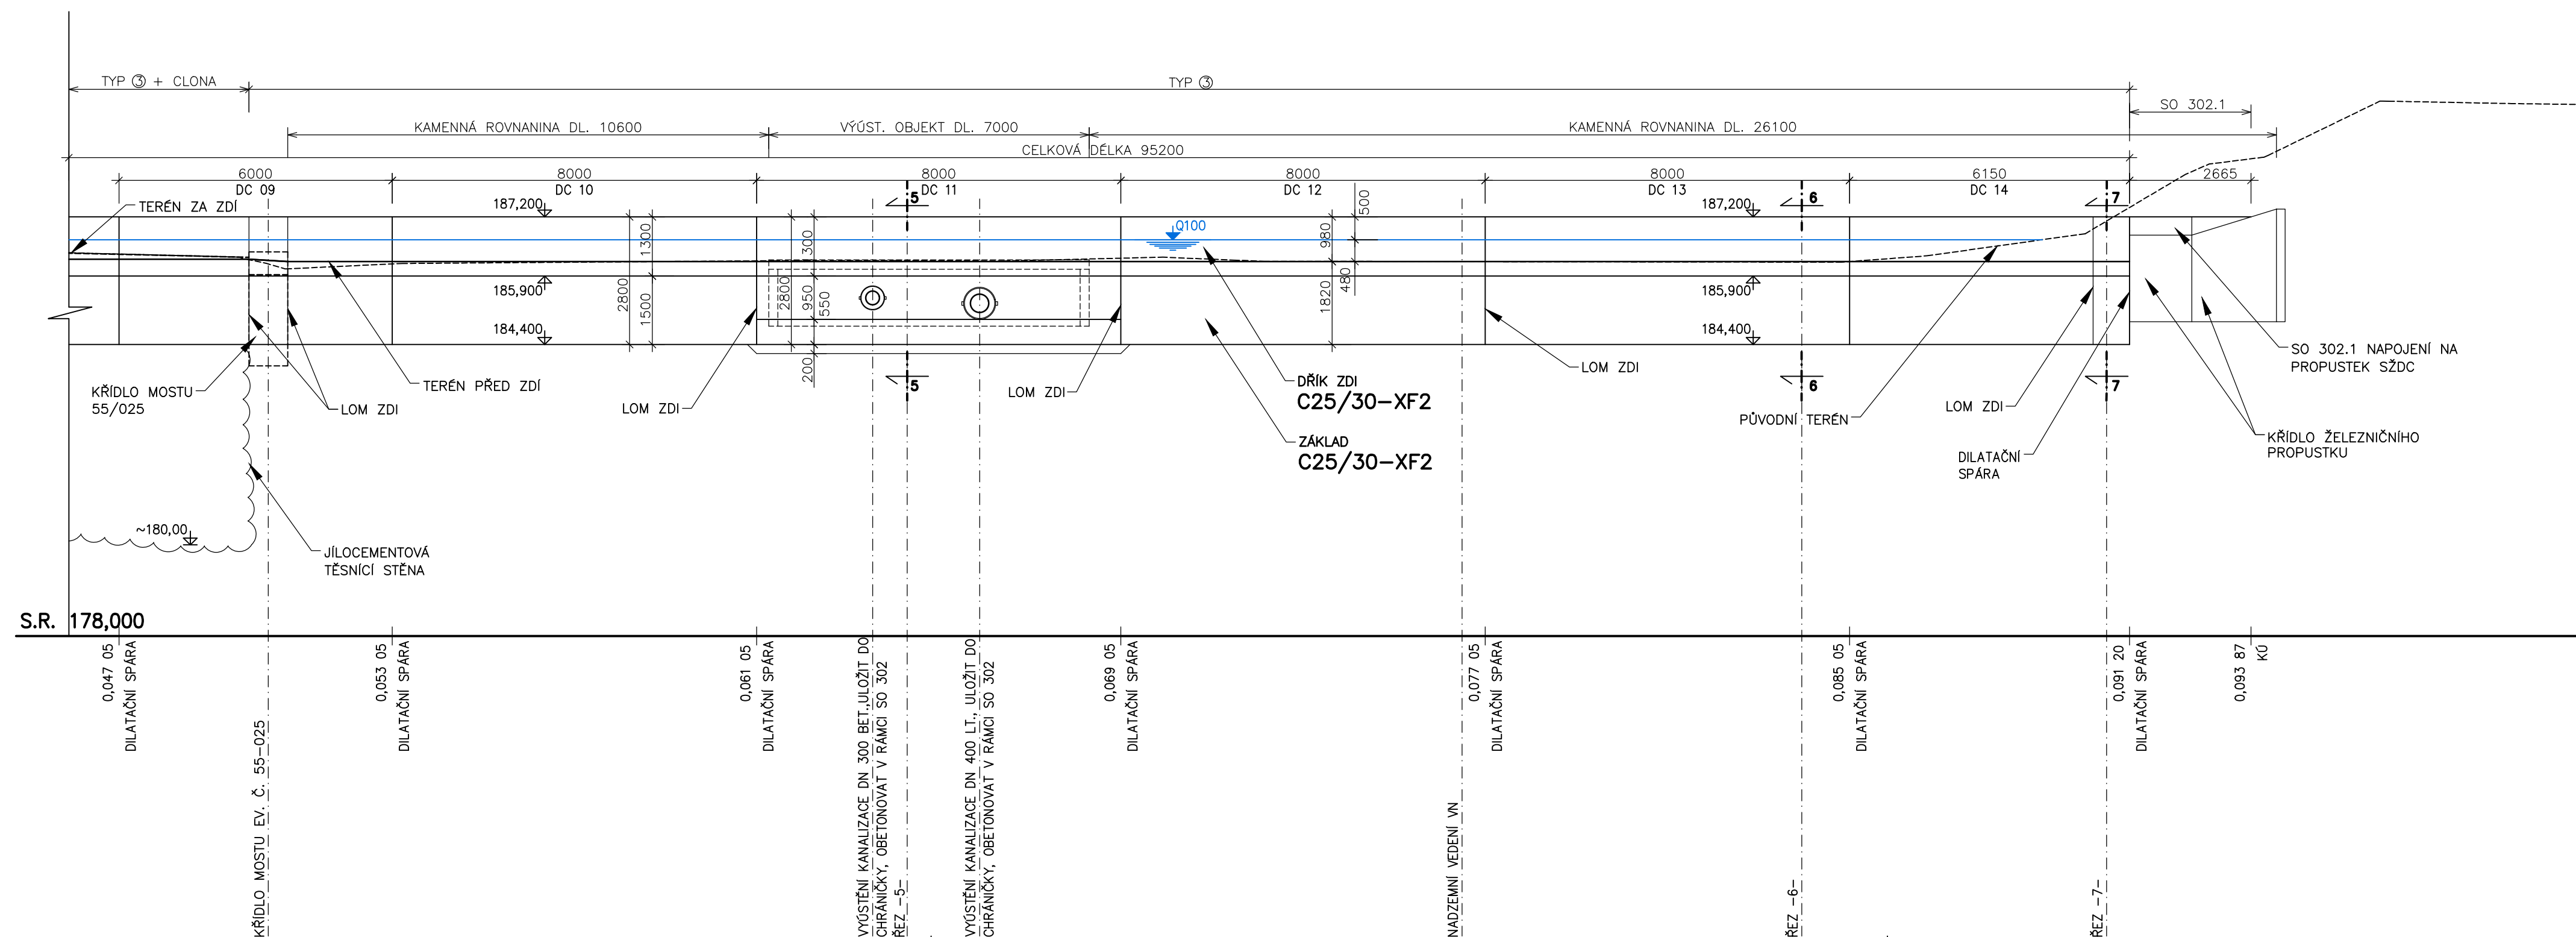 TYP ③ + CLONA
TYP ③
SO 302.1
KAMENNÁ ROVNANINA DL. 10600
VÝÚST. OBJEKT DL. 7000
KAMENNÁ ROVNANINA DL. 26100
CELKOVÁ DÉLKA 95200
6000
8000
8000
8000
8000
6150
2665
DC 09
DC 10
DC 11
DC 12
DC 13
DC 14
5
6
7
TERÉN ZA ZDÍ
187,200
187,200
500
Q100
1300
300
980
480
2800
1500
2800
950
550
1820
185,900
185,900
184,400
184,400
200
5
6
7
KŘÍDLO MOSTU
55/025
LOM ZDI
TERÉN PŘED ZDÍ
LOM ZDI
LOM ZDI
DŘÍK ZDI
C25/30-XF2
ZÁKLAD
C25/30-XF2
LOM ZDI
PŮVODNÍ TERÉN
LOM ZDI
DILATAČNÍ
SPÁRA
SO 302.1 NAPOJENÍ NA
PROPUSTEK SŽDC
KŘÍDLO ŽELEZNIČNÍHO
PROPUSTKU
~180,00
JÍLOCEMENTOVÁ
TĚSNÍCÍ STĚNA
S.R. 178,000
0,047 05
DILATAČNÍ SPÁRA
KŘÍDLO MOSTU EV. Č. 55-025
0,053 05
DILATAČNÍ SPÁRA
0,061 05
DILATAČNÍ SPÁRA
VYÚSTĚNÍ KANALIZACE DN 300 BET.,ULOŽIT DO
CHRÁNIČKY, OBETONOVAT V RÁMCI SO 302
ŘEZ -5-
VYÚSTĚNÍ KANALIZACE DN 400 LT., ULOŽIT DO
CHRÁNIČKY, OBETONOVAT V RÁMCI SO 302
0,069 05
DILATAČNÍ SPÁRA
NADZEMNÍ VEDENÍ VN
0,077 05
DILATAČNÍ SPÁRA
ŘEZ -6-
0,085 05
DILATAČNÍ SPÁRA
ŘEZ -7-
0,091 20
DILATAČNÍ SPÁRA
0,093 87
KÚ